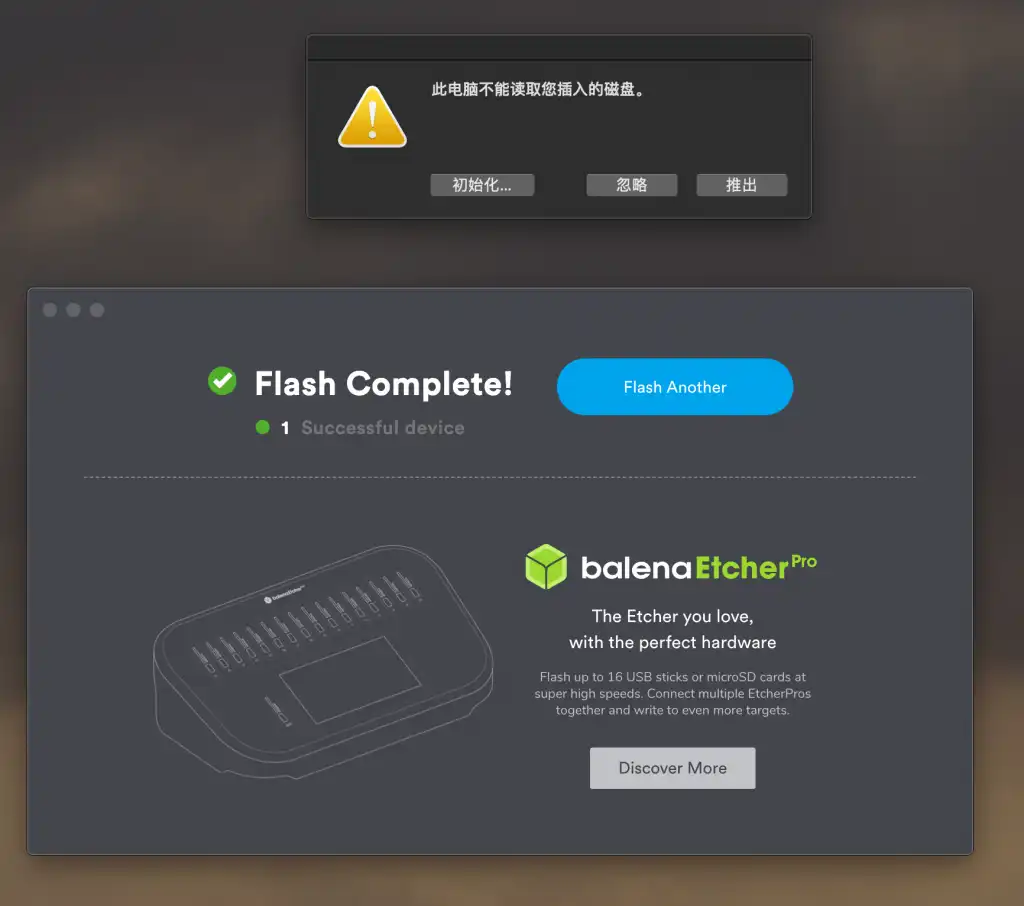 此电脑不能读取您插入的磁盘。
初始化... 忽略 推出
Flash Complete!
Flash Another
1 Successful device
balenaEtcher Pro
The Etcher you love,
with the perfect hardware
Flash up to 16 USB sticks or microSD cards at
super high speeds. Connect multiple EtcherPros
together and write to even more targets.
Discover More